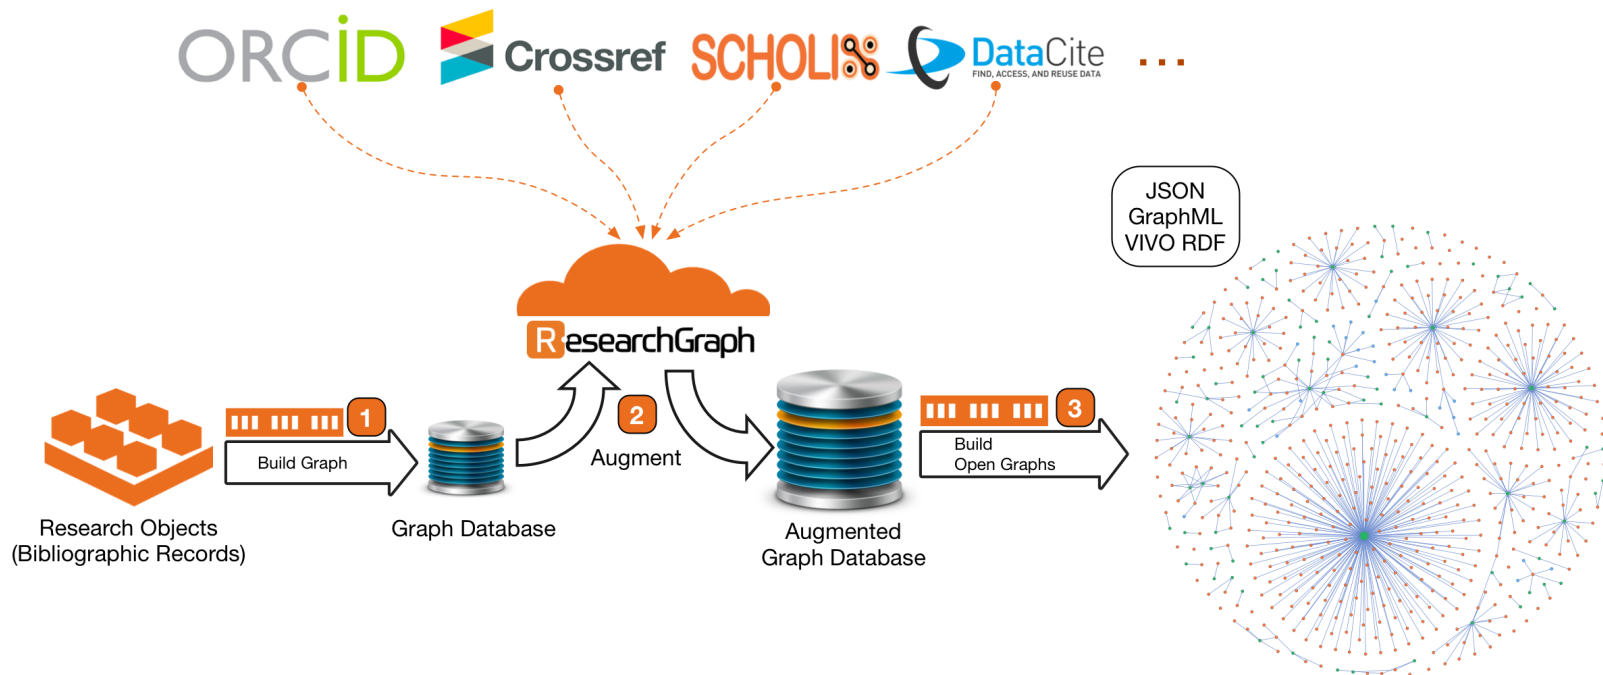 ORCiD
Crossref
SCHOLIX
DataCite
FIND, ACCESS, AND REUSE DATA
...
JSON
GraphML
VIVO RDF
ResearchGraph
1
Build Graph
2
Augment
3
Build
Open Graphs
Research Objects
(Bibliographic Records)
Graph Database
Augmented
Graph Database